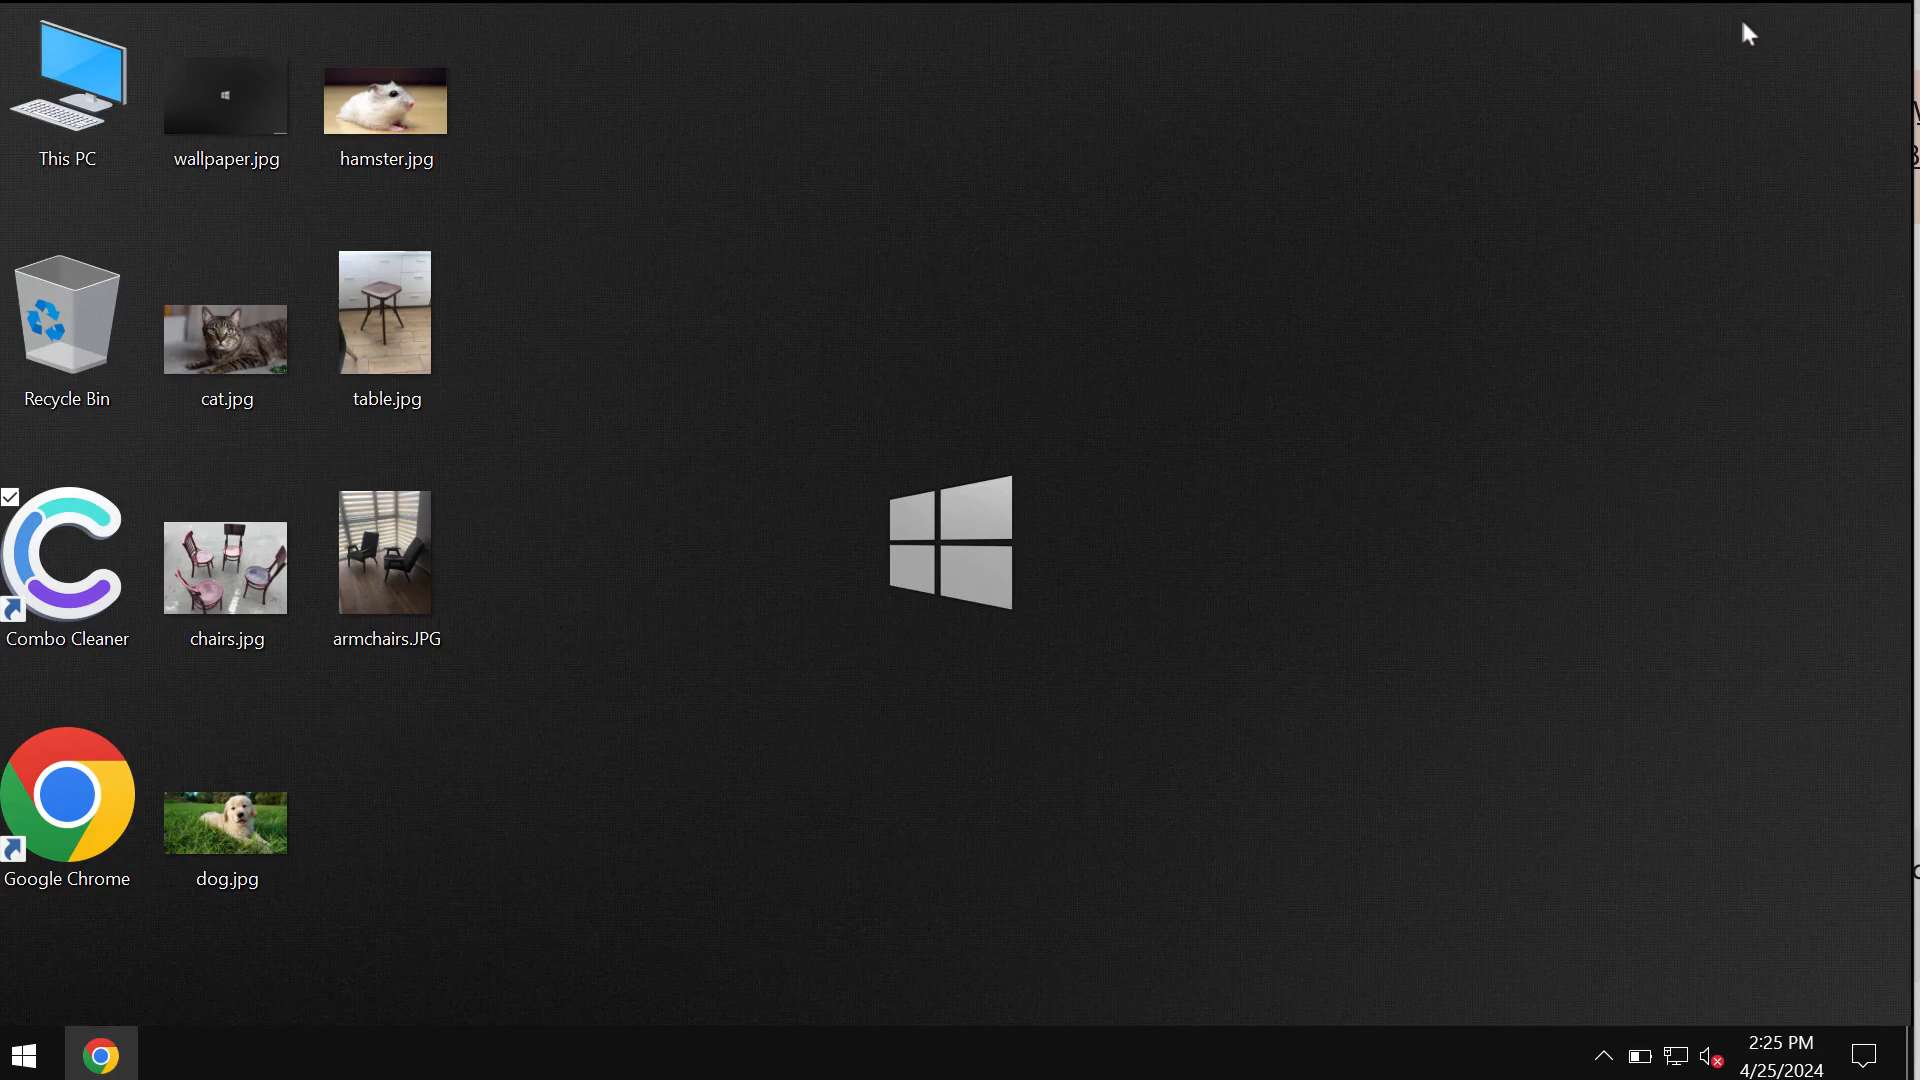 This PC
wallpaper.jpg
hamster.jpg
Recycle Bin
cat.jpg
table.jpg
Combo Cleaner
chairs.jpg
armchairs.JPG
Google Chrome
dog.jpg
2:25 PM
4/25/2024